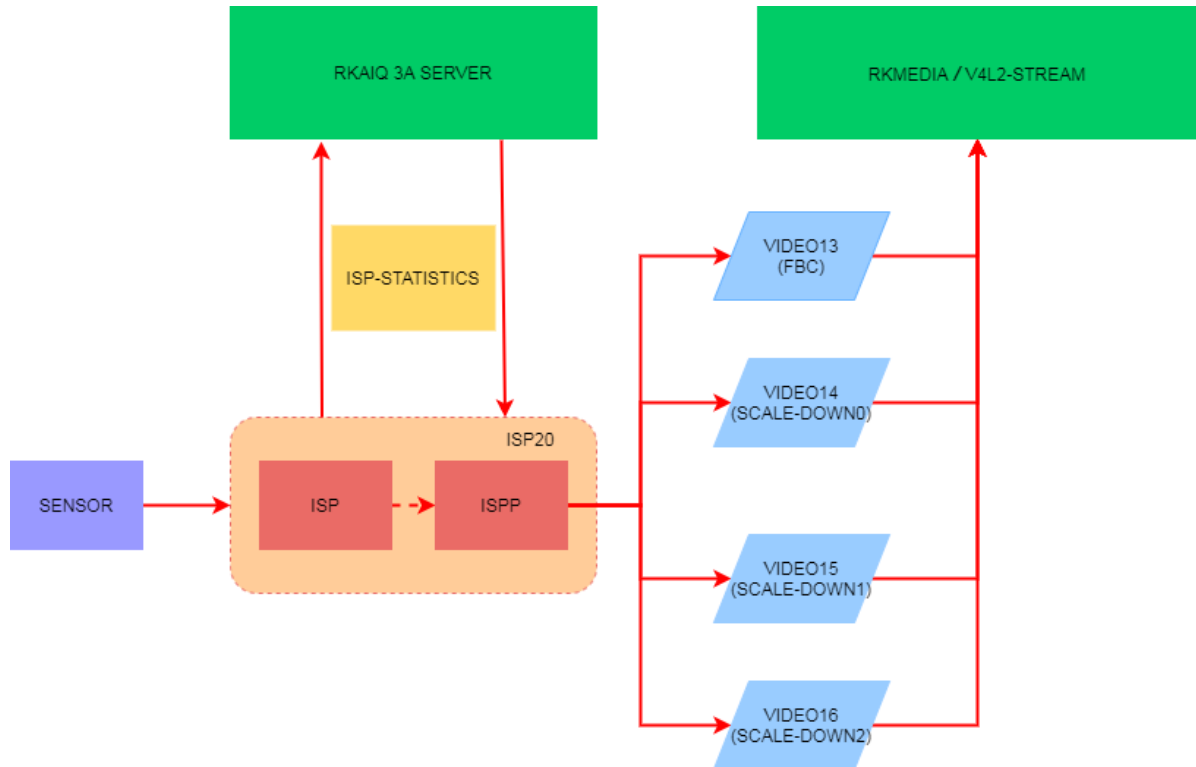 RKAIQ 3A SERVER
RKMEDIA / V4L2-STREAM
ISP-STATISTICS
VIDEO13
(FBC)
VIDEO14
(SCALE-DOWN0)
ISP20
SENSOR
ISP
ISPP
VIDEO15
(SCALE-DOWN1)
VIDEO16
(SCALE-DOWN2)